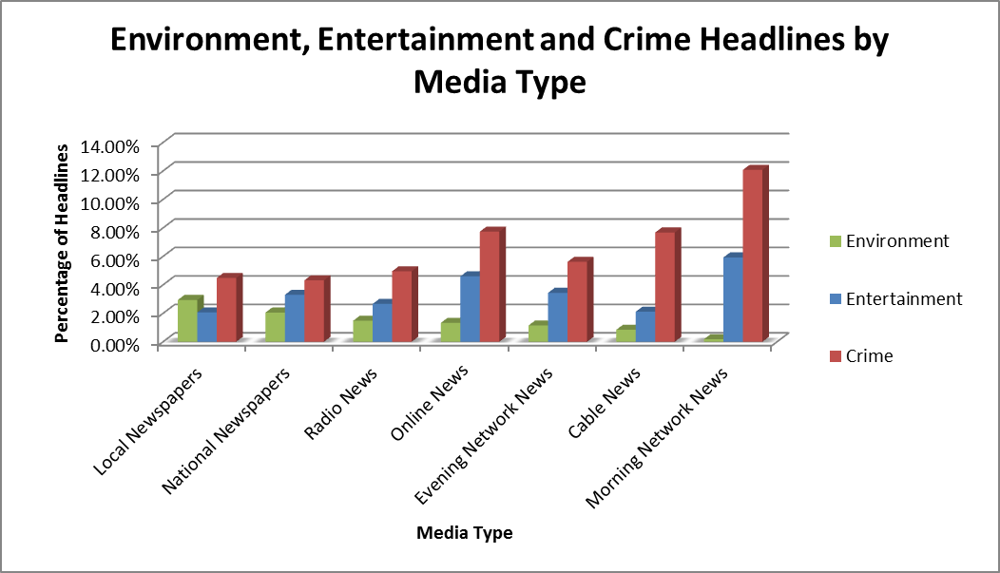 Environment, Entertainment and Crime Headlines by
Media Type
Percentage of Headlines
14.00%
12.00%
10.00%
8.00%
6.00%
4.00%
2.00%
0.00%
Local Newspapers
National Newspapers
Radio News
Online News
Evening Network News
Cable News
Morning Network News
Media Type
Environment
Entertainment
Crime